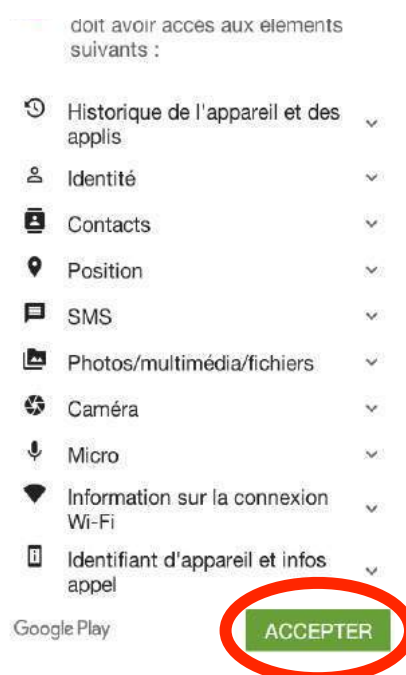 doit avoir acces aux elements
suivants :
Historique de l'appareil et des
applis
Identité
Contacts
Position
SMS
Photos/multimédia/fichiers
Caméra
Micro
Information sur la connexion
Wi-Fi
Identifiant d'appareil et infos
appel
Google Play
ACCEPTER